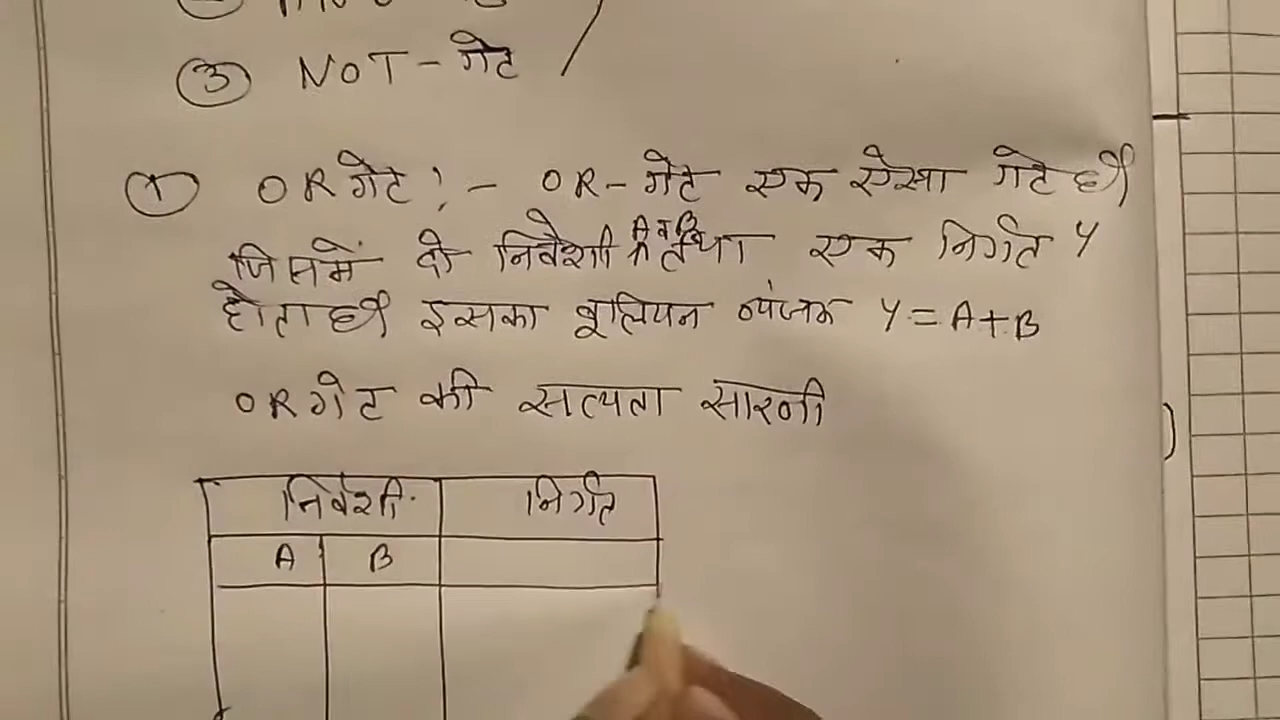 ③ NOT-गेट
① OR गेट :- OR-गेट एक ऐसा गेट है
जिसमें दो निवेशी A व B तथा एक निर्गत Y
होता है इसका बूलियन व्यंजक Y = A+B
OR गेट की सत्यता सारणी
निवेशी निर्गत
A B